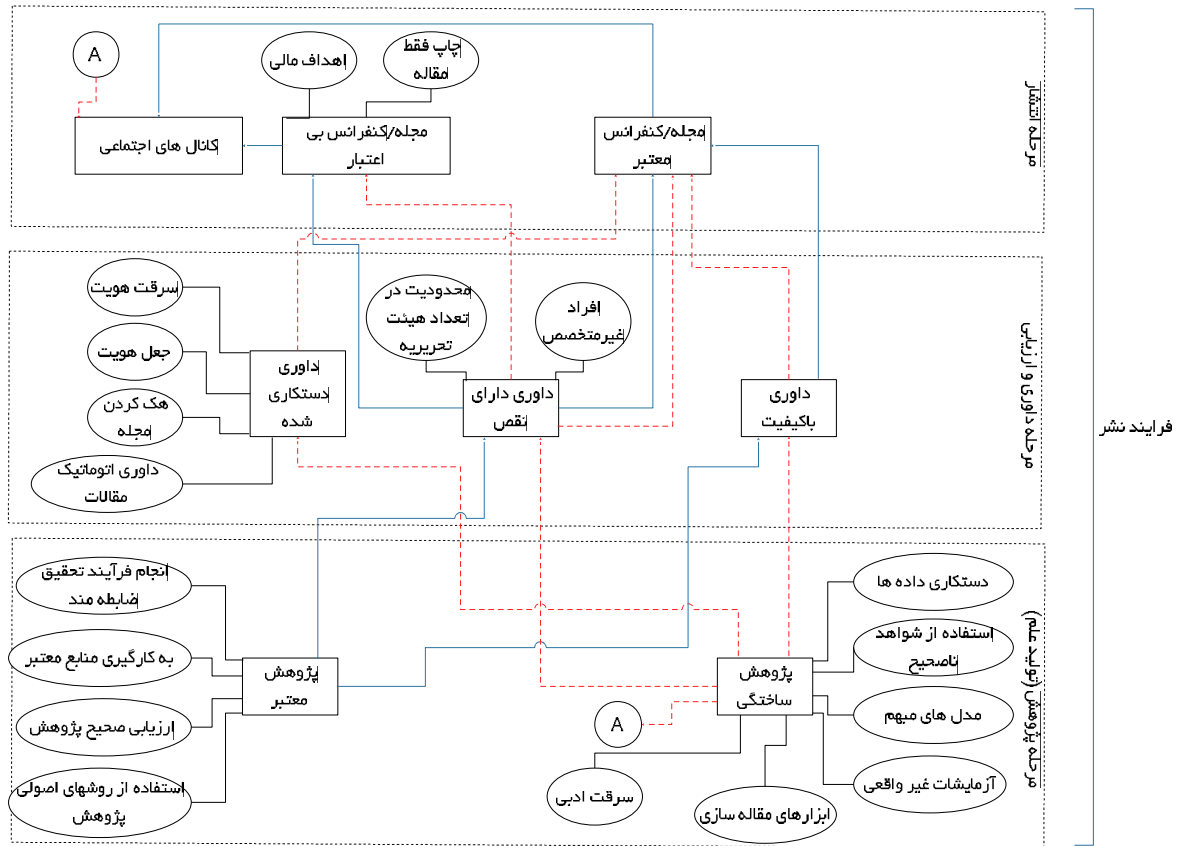 فرایند نشر
مرحله انتشار
A
اهداف مالی
چاپ فقط
مقاله
مجله/کنفرانس
معتبر
مجله/کنفرانس بی
اعتبار
کانال های اجتماعی
مرحله داوری و ارزیابی
افراد
غیرمتخصص
محدودیت در
تعداد هیئت
تحریریه
سرقت هویت
جعل هویت
هک کردن
مجله
داوری اتوماتیک
مقالات
داوری
باکیفیت
داوری دارای
نقص
داوری
دستکاری
شده
مرحله پژوهش (تولید علم)
دستکاری داده ها
استفاده از شواهد
ناصحیح
مدل های مبهم
آزمایشات غیر واقعی
ابزارهای مقاله سازی
سرقت ادبی
پژوهش
ساختگی
A
پژوهش
معتبر
انجام فرآیند تحقیق
ضابطه مند
به کارگیری منابع معتبر
ارزیابی صحیح پژوهش
استفاده از روشهای اصولی
پژوهش